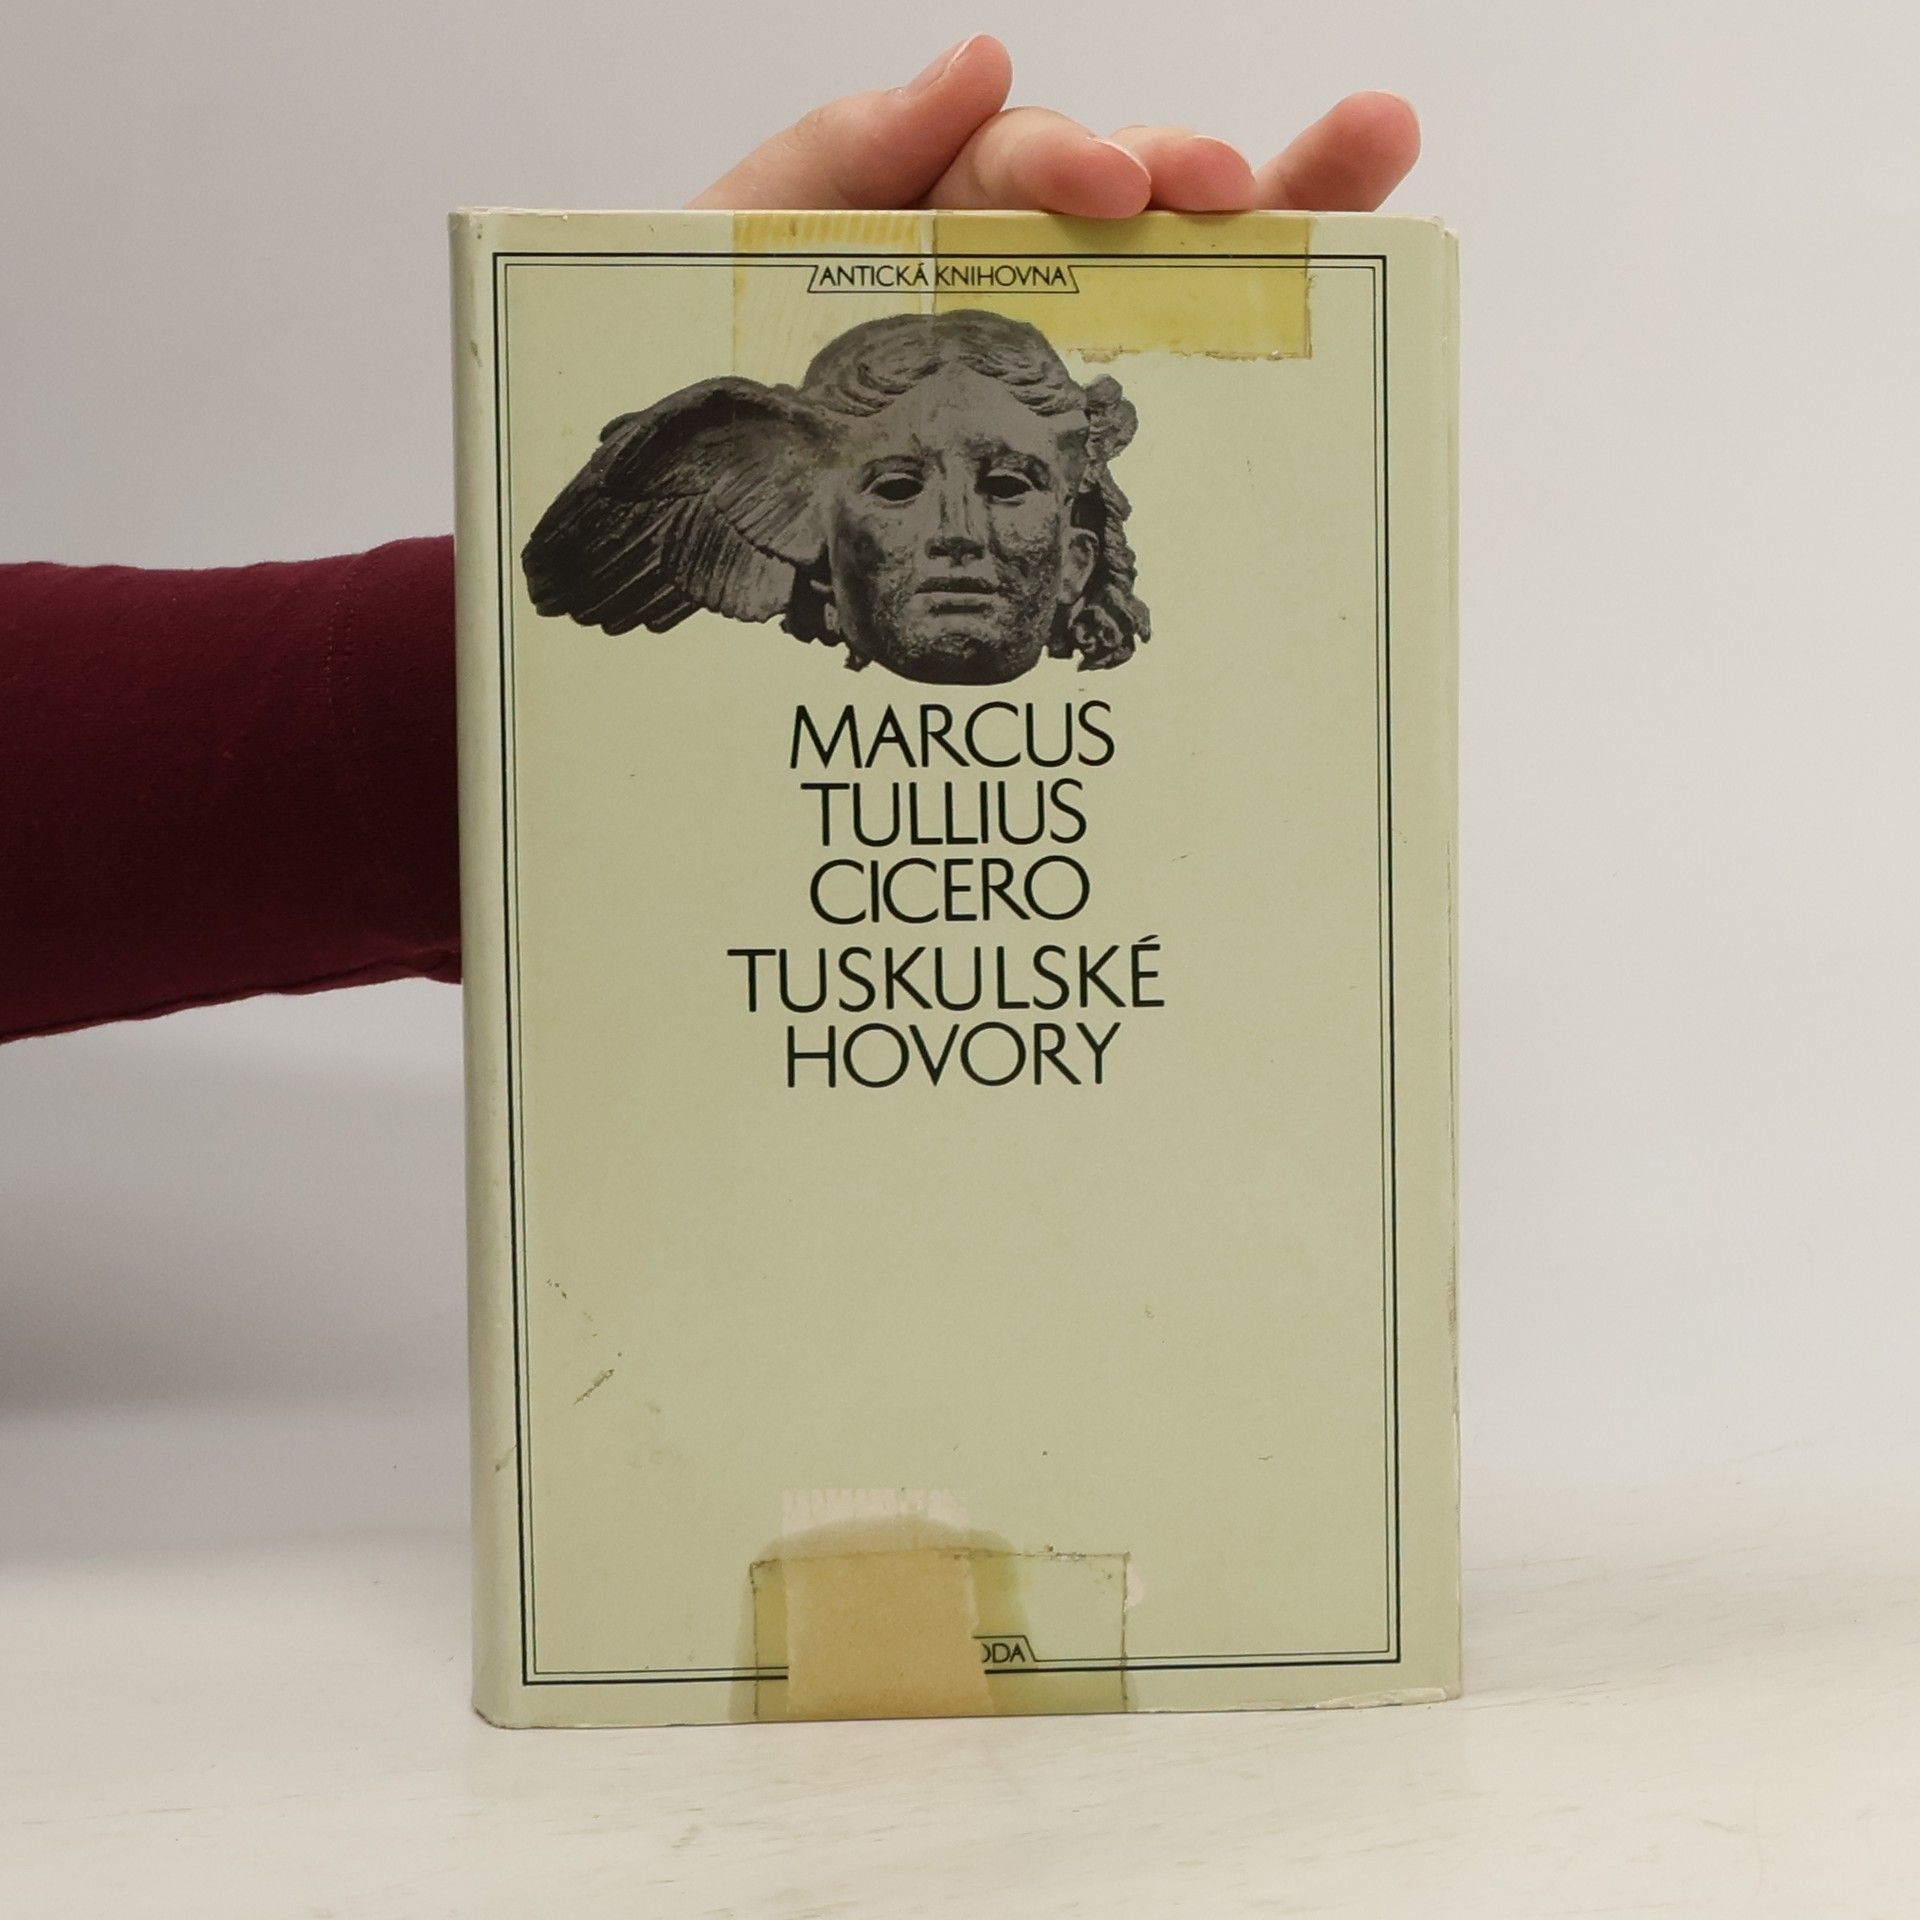 ANTICKÁ KNIHOVNA
MARCUS
TULLIUS
CICERO
TUSKULSKÉ
HOVORY